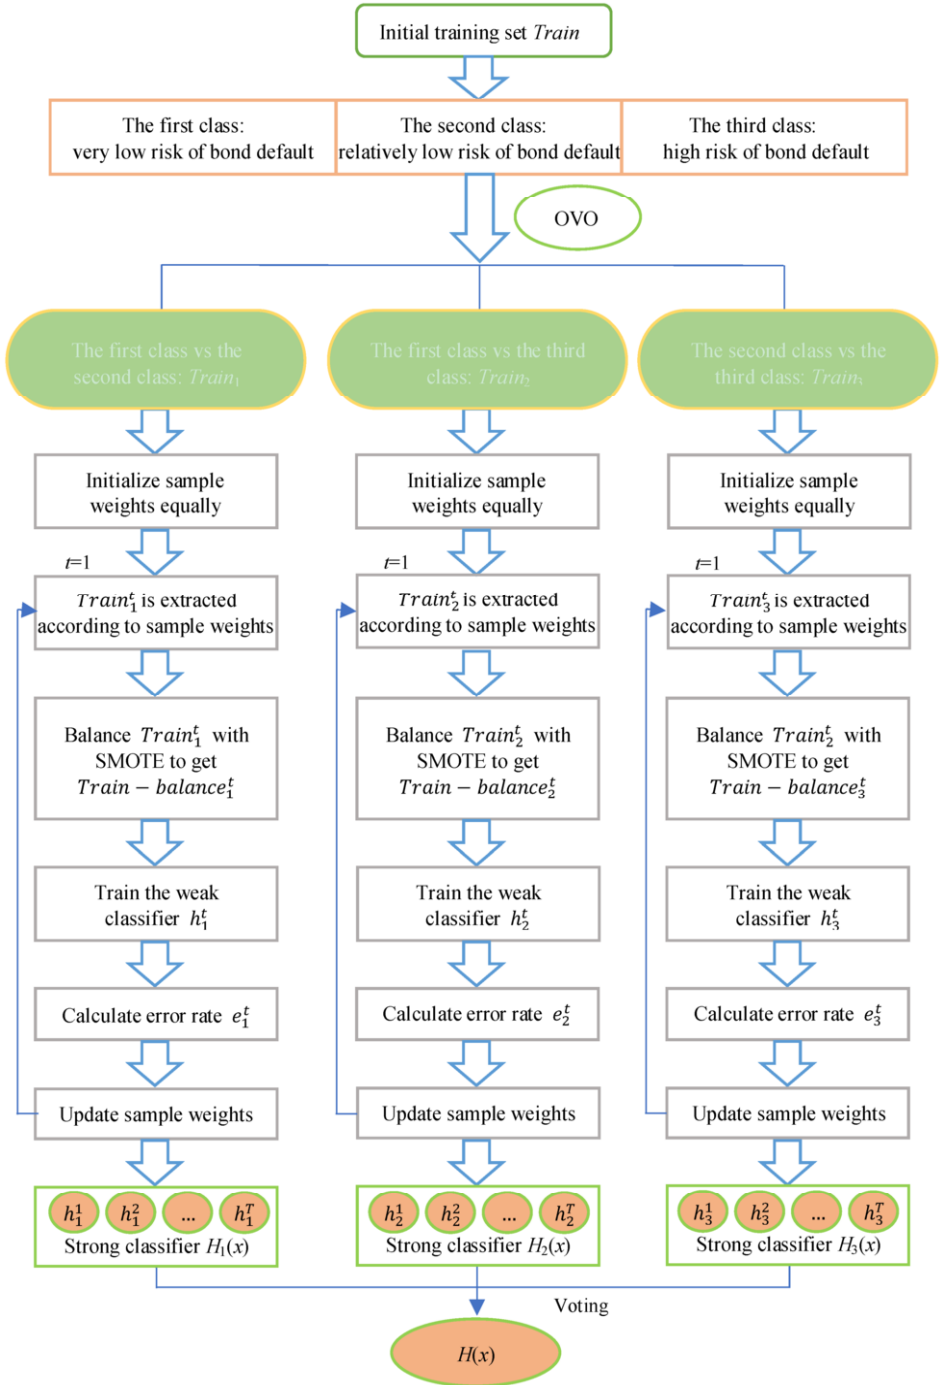 Initial training set Train
The first class:
very low risk of bond default
The second class:
relatively low risk of bond default
The third class:
high risk of bond default
OVO
The first class vs the
second class: Train₁
The first class vs the third
class: Train₂
The second class vs the
third class: Train₃
Initialize sample
weights equally
Initialize sample
weights equally
Initialize sample
weights equally
t=1
t=1
t=1
Train₁ᵗ is extracted
according to sample weights
Train₂ᵗ is extracted
according to sample weights
Train₃ᵗ is extracted
according to sample weights
Balance Train₁ᵗ with
SMOTE to get
Train − balance₁ᵗ
Balance Train₂ᵗ with
SMOTE to get
Train − balance₂ᵗ
Balance Train₂ᵗ with
SMOTE to get
Train − balance₃ᵗ
Train the weak
classifier h₁ᵗ
Train the weak
classifier h₂ᵗ
Train the weak
classifier h₃ᵗ
Calculate error rate e₁ᵗ
Calculate error rate e₂ᵗ
Calculate error rate e₃ᵗ
Update sample weights
Update sample weights
Update sample weights
h₁¹ h₁² ... h₁ᵀ
Strong classifier H₁(x)
h₂¹ h₂² ... h₂ᵀ
Strong classifier H₂(x)
h₃¹ h₃² ... h₃ᵀ
Strong classifier H₃(x)
Voting
H(x)